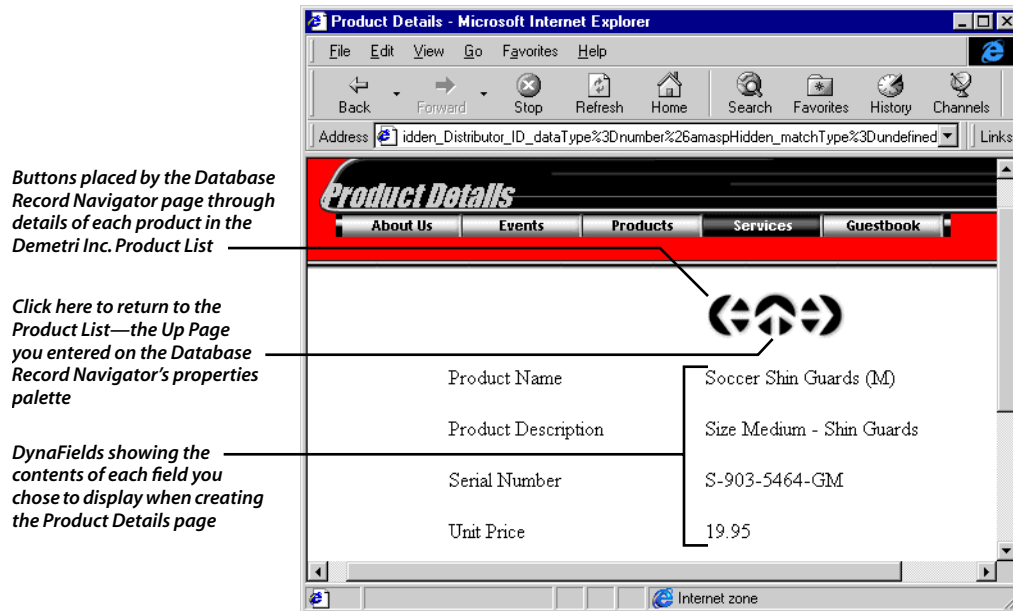 Product Details - Microsoft Internet Explorer
File Edit View Go Favorites Help
Back Forward Stop Refresh Home Search Favorites History Channels
Address idden_Distributor_ID_dataType%3Dnumber%26amaspHidden_matchType%3Dundefined Links
Product Details
About Us Events Products Services Guestbook
Buttons placed by the Database
Record Navigator page through
details of each product in the
Demetri Inc. Product List
Click here to return to the
Product List—the Up Page
you entered on the Database
Record Navigator’s properties
palette
DynaFields showing the
contents of each field you
chose to display when creating
the Product Details page
Product Name Soccer Shin Guards (M)
Product Description Size Medium - Shin Guards
Serial Number S-903-5464-GM
Unit Price 19.95
Internet zone